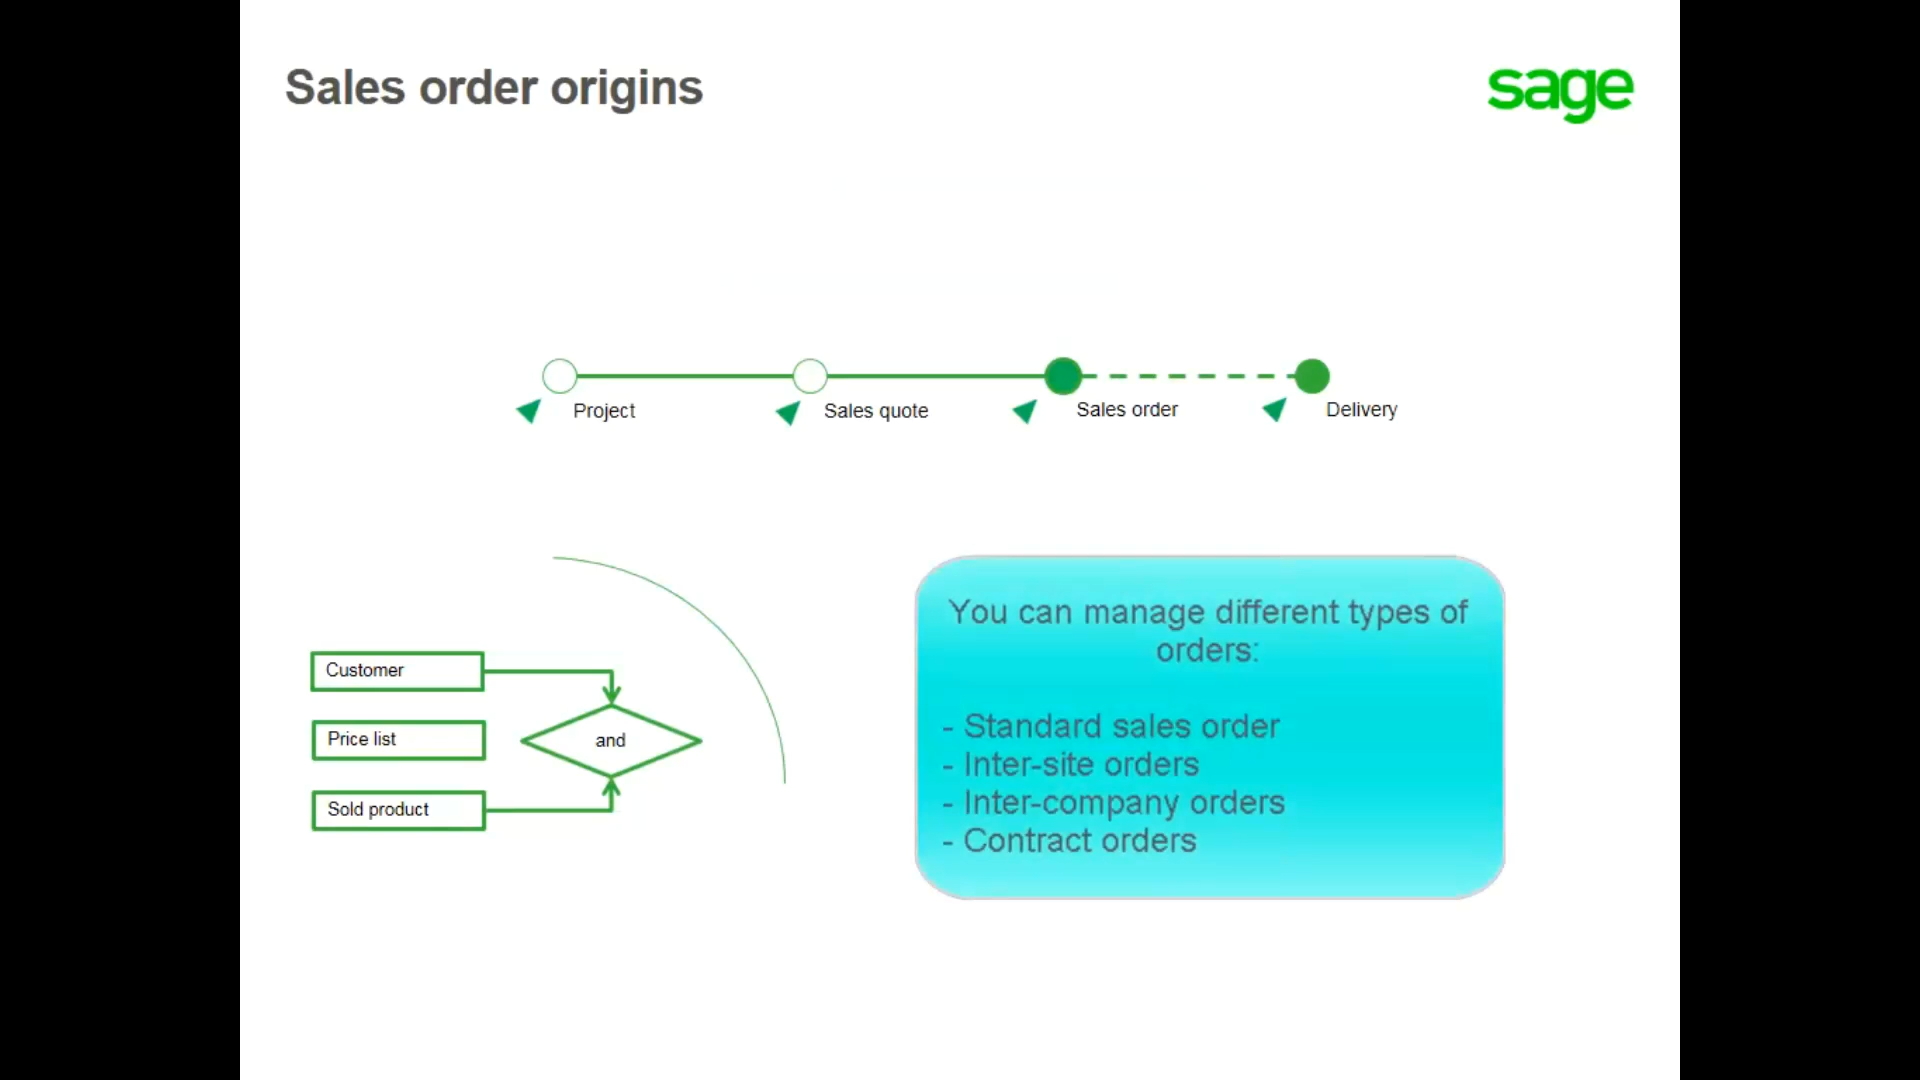 Sales order origins
sage
Project
Sales quote
Sales order
Delivery
Customer
Price list
Sold product
and
You can manage different types of
orders:
- Standard sales order
- Inter-site orders
- Inter-company orders
- Contract orders